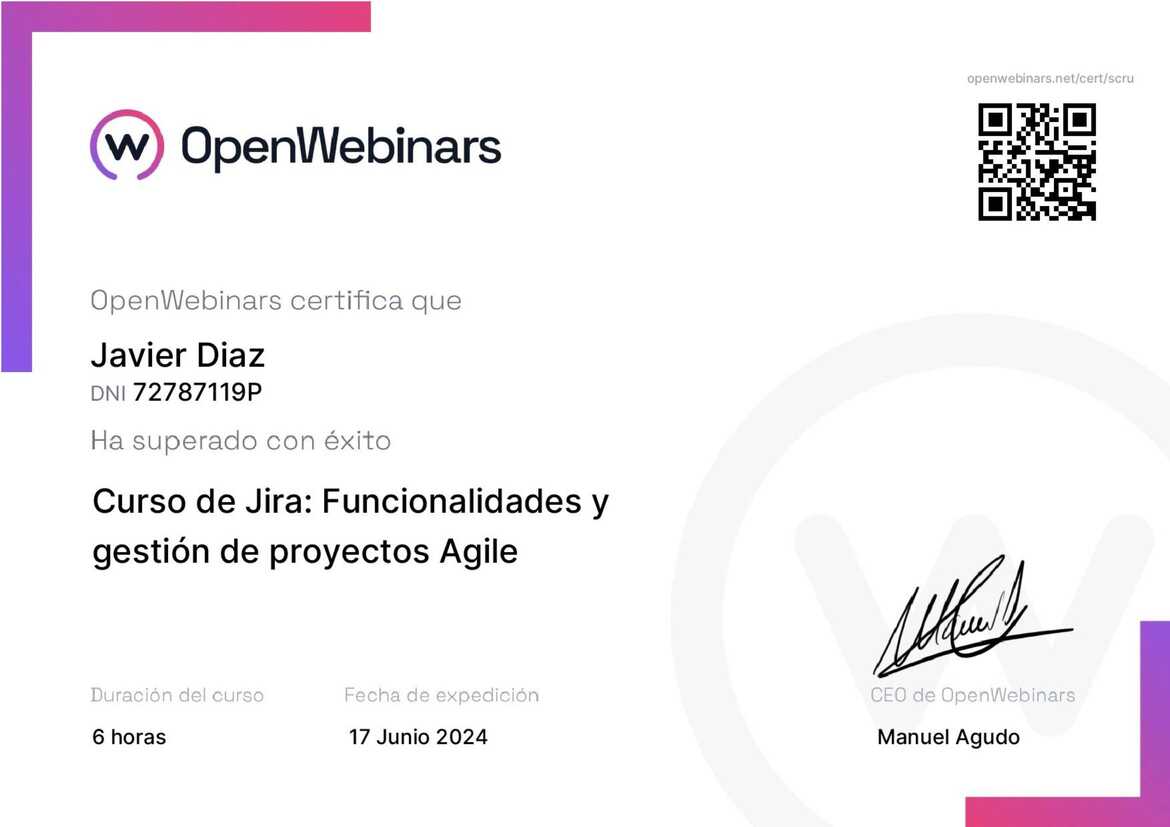 openwebinars.net/cert/scru
OpenWebinars
OpenWebinars certifica que
Javier Diaz
DNI 72787119P
Ha superado con éxito
Curso de Jira: Funcionalidades y
gestión de proyectos Agile
Duración del curso
6 horas
Fecha de expedición
17 Junio 2024
CEO de OpenWebinars
Manuel Agudo